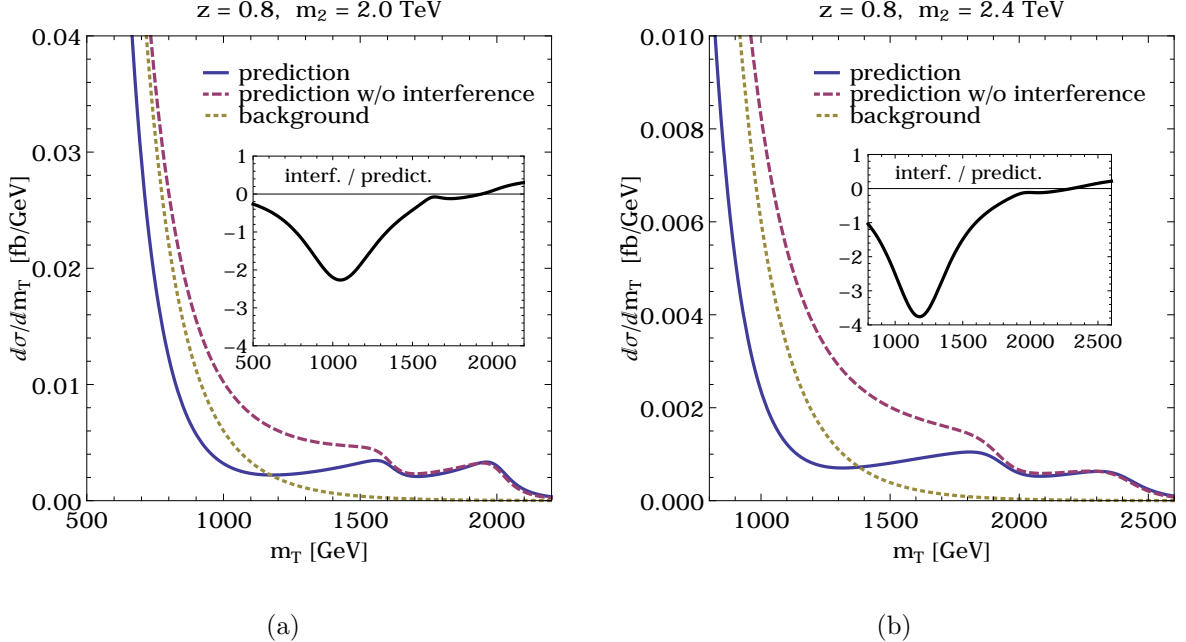 z = 0.8, m₂ = 2.0 TeV
0.04
0.03
0.02
0.01
0.00
dσ/dm_T [fb/GeV]
prediction
prediction w/o interference
background
interf. / predict.
1
0
−1
−2
−3
−4
500 1000 1500 2000
500 1000 1500 2000
m_T [GeV]
(a)
z = 0.8, m₂ = 2.4 TeV
0.010
0.008
0.006
0.004
0.002
0.000
dσ/dm_T [fb/GeV]
prediction
prediction w/o interference
background
interf. / predict.
1
0
−1
−2
−3
−4
1000 1500 2000 2500
1000 1500 2000 2500
m_T [GeV]
(b)